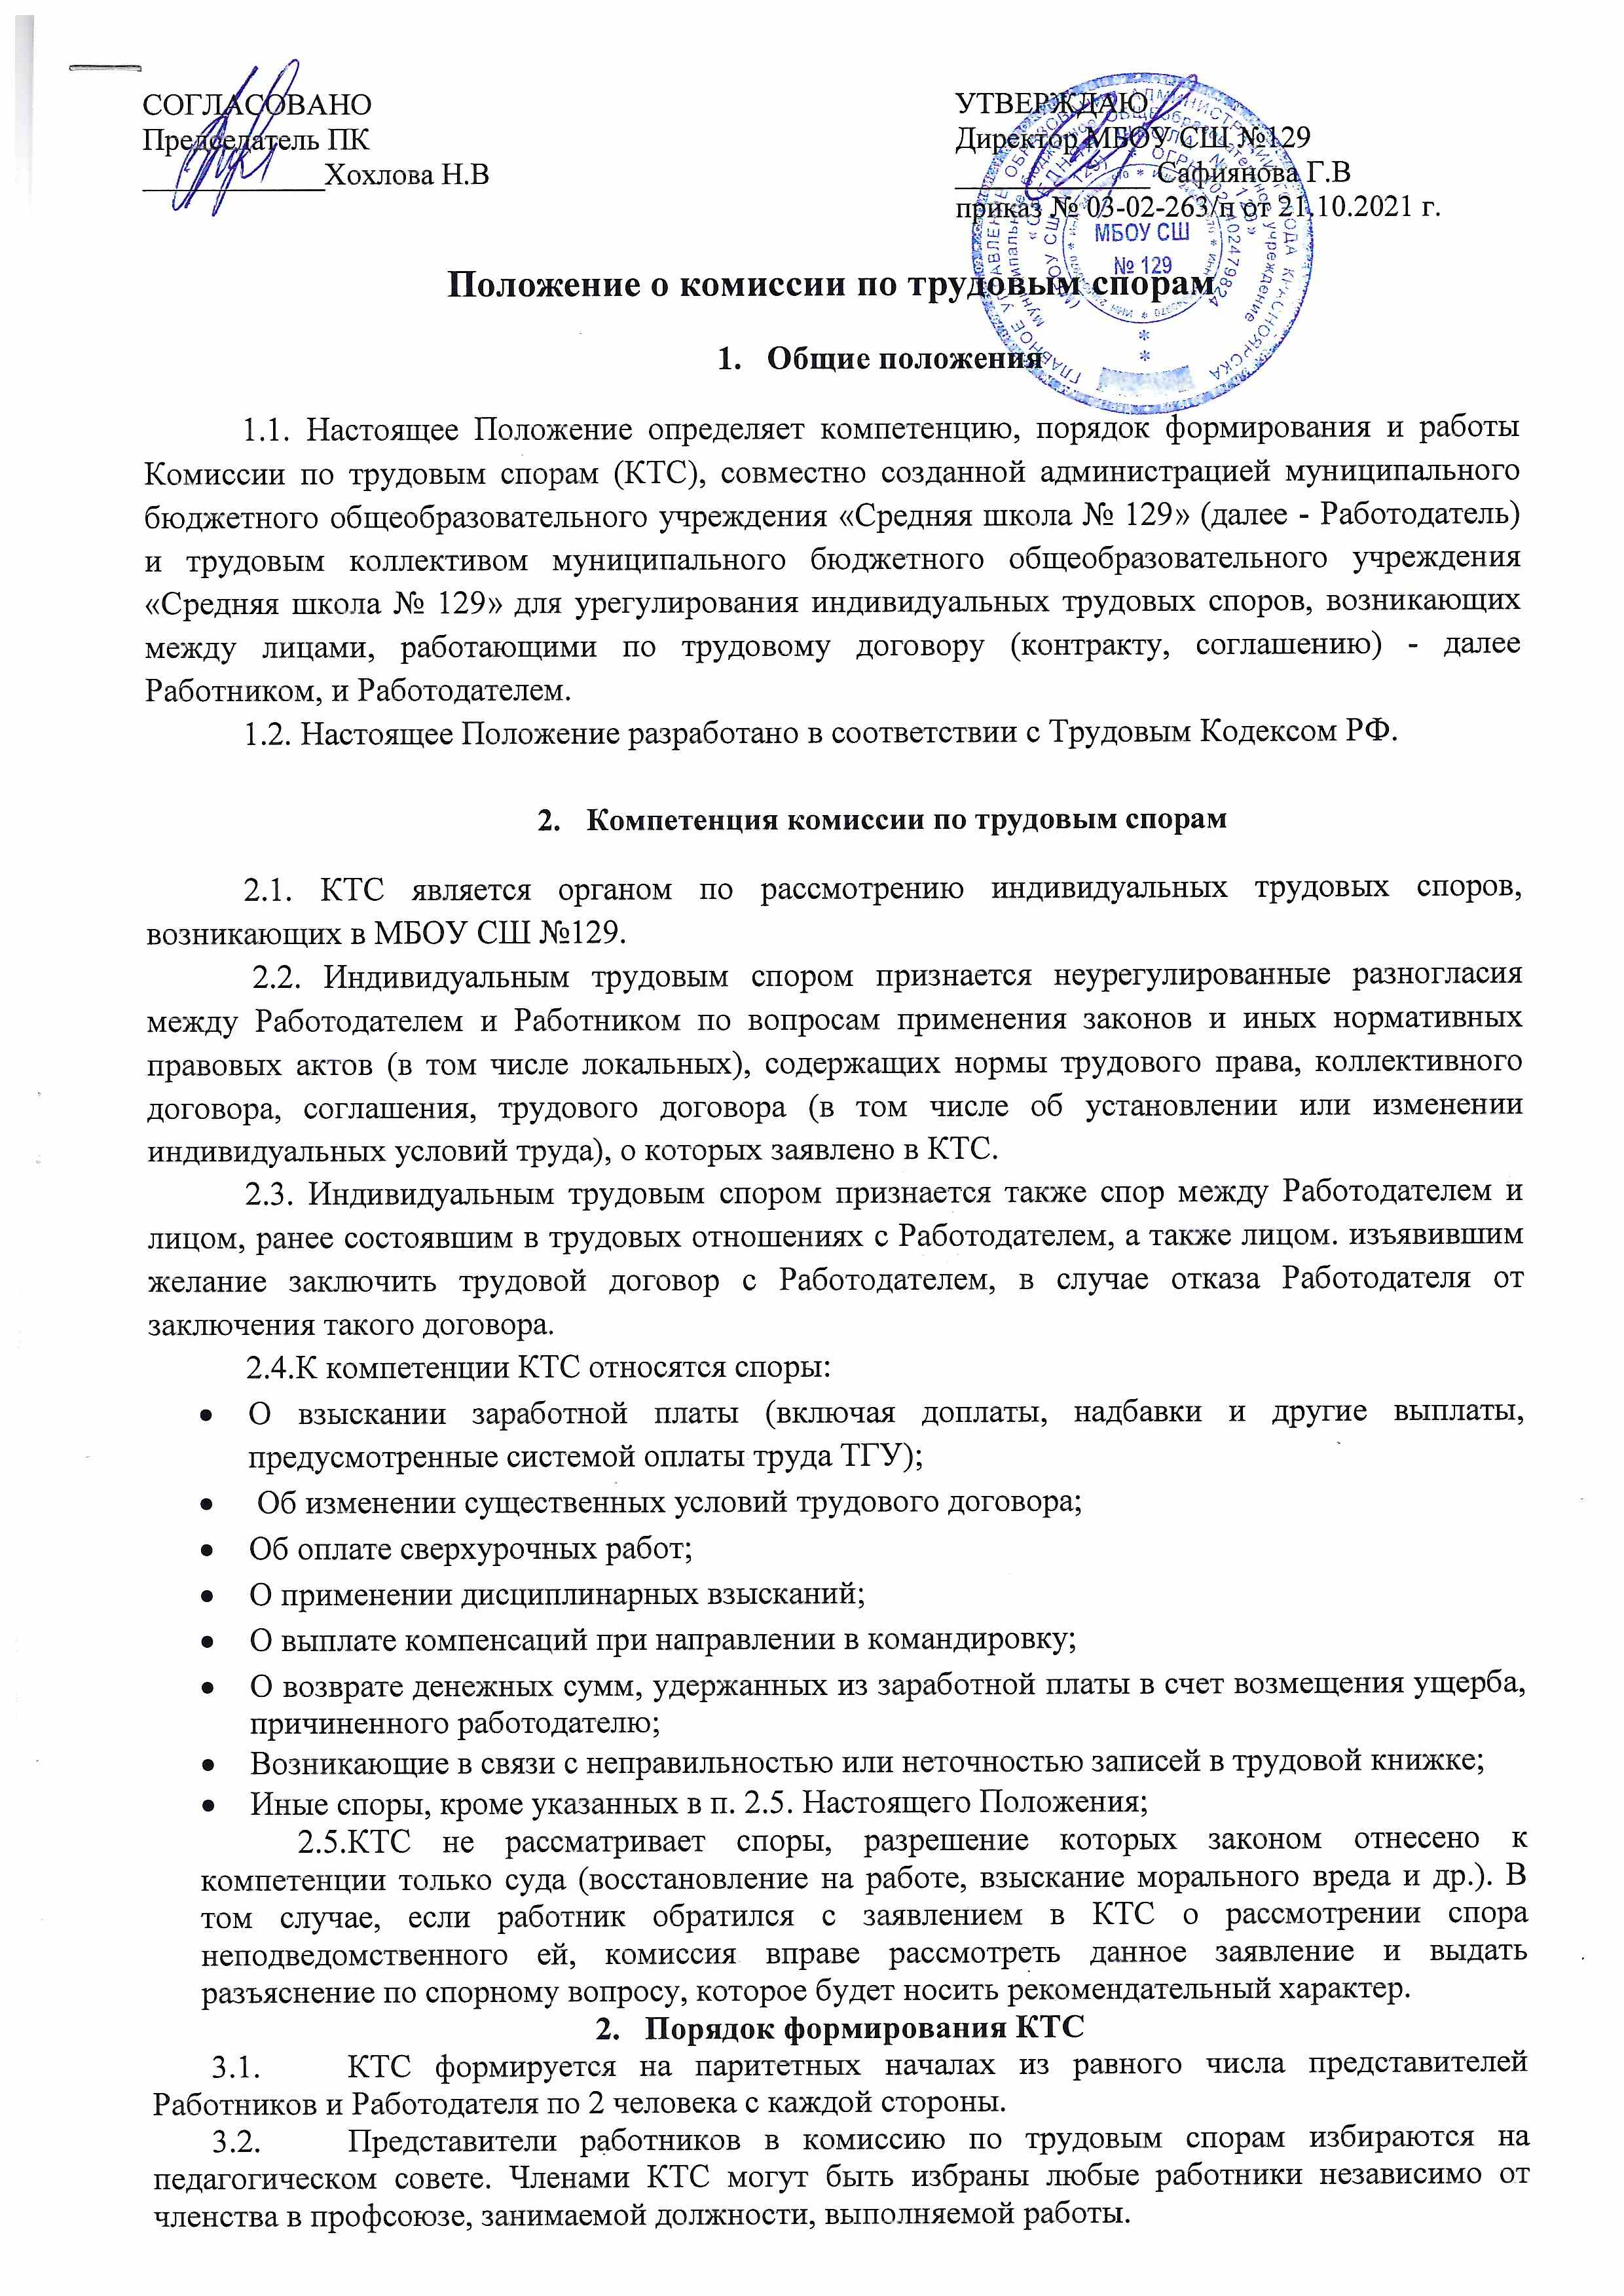 СОГЛАСОВАНО
Председатель ПК
____________Хохлова Н.В
УТВЕРЖДАЮ
Директор МБОУ СШ №129
_____________Сафиянова Г.В
приказ № 03-02-263/п от 21.10.2021 г.
МБОУ СШ
№ 129
Положение о комиссии по трудовым спорам
1. Общие положения
1.1. Настоящее Положение определяет компетенцию, порядок формирования и работы
Комиссии по трудовым спорам (КТС), совместно созданной администрацией муниципального
бюджетного общеобразовательного учреждения «Средняя школа № 129» (далее - Работодатель)
и трудовым коллективом муниципального бюджетного общеобразовательного учреждения
«Средняя школа № 129» для урегулирования индивидуальных трудовых споров, возникающих
между лицами, работающими по трудовому договору (контракту, соглашению) - далее
Работником, и Работодателем.
1.2. Настоящее Положение разработано в соответствии с Трудовым Кодексом РФ.
2. Компетенция комиссии по трудовым спорам
2.1. КТС является органом по рассмотрению индивидуальных трудовых споров,
возникающих в МБОУ СШ №129.
2.2. Индивидуальным трудовым спором признается неурегулированные разногласия
между Работодателем и Работником по вопросам применения законов и иных нормативных
правовых актов (в том числе локальных), содержащих нормы трудового права, коллективного
договора, соглашения, трудового договора (в том числе об установлении или изменении
индивидуальных условий труда), о которых заявлено в КТС.
2.3. Индивидуальным трудовым спором признается также спор между Работодателем и
лицом, ранее состоявшим в трудовых отношениях с Работодателем, а также лицом. изъявившим
желание заключить трудовой договор с Работодателем, в случае отказа Работодателя от
заключения такого договора.
2.4.К компетенции КТС относятся споры:
• О взыскании заработной платы (включая доплаты, надбавки и другие выплаты,
предусмотренные системой оплаты труда ТГУ);
• Об изменении существенных условий трудового договора;
• Об оплате сверхурочных работ;
• О применении дисциплинарных взысканий;
• О выплате компенсаций при направлении в командировку;
• О возврате денежных сумм, удержанных из заработной платы в счет возмещения ущерба,
причиненного работодателю;
• Возникающие в связи с неправильностью или неточностью записей в трудовой книжке;
• Иные споры, кроме указанных в п. 2.5. Настоящего Положения;
2.5.КТС не рассматривает споры, разрешение которых законом отнесено к
компетенции только суда (восстановление на работе, взыскание морального вреда и др.). В
том случае, если работник обратился с заявлением в КТС о рассмотрении спора
неподведомственного ей, комиссия вправе рассмотреть данное заявление и выдать
разъяснение по спорному вопросу, которое будет носить рекомендательный характер.
2. Порядок формирования КТС
3.1. КТС формируется на паритетных началах из равного числа представителей
Работников и Работодателя по 2 человека с каждой стороны.
3.2. Представители работников в комиссию по трудовым спорам избираются на
педагогическом совете. Членами КТС могут быть избраны любые работники независимо от
членства в профсоюзе, занимаемой должности, выполняемой работы.